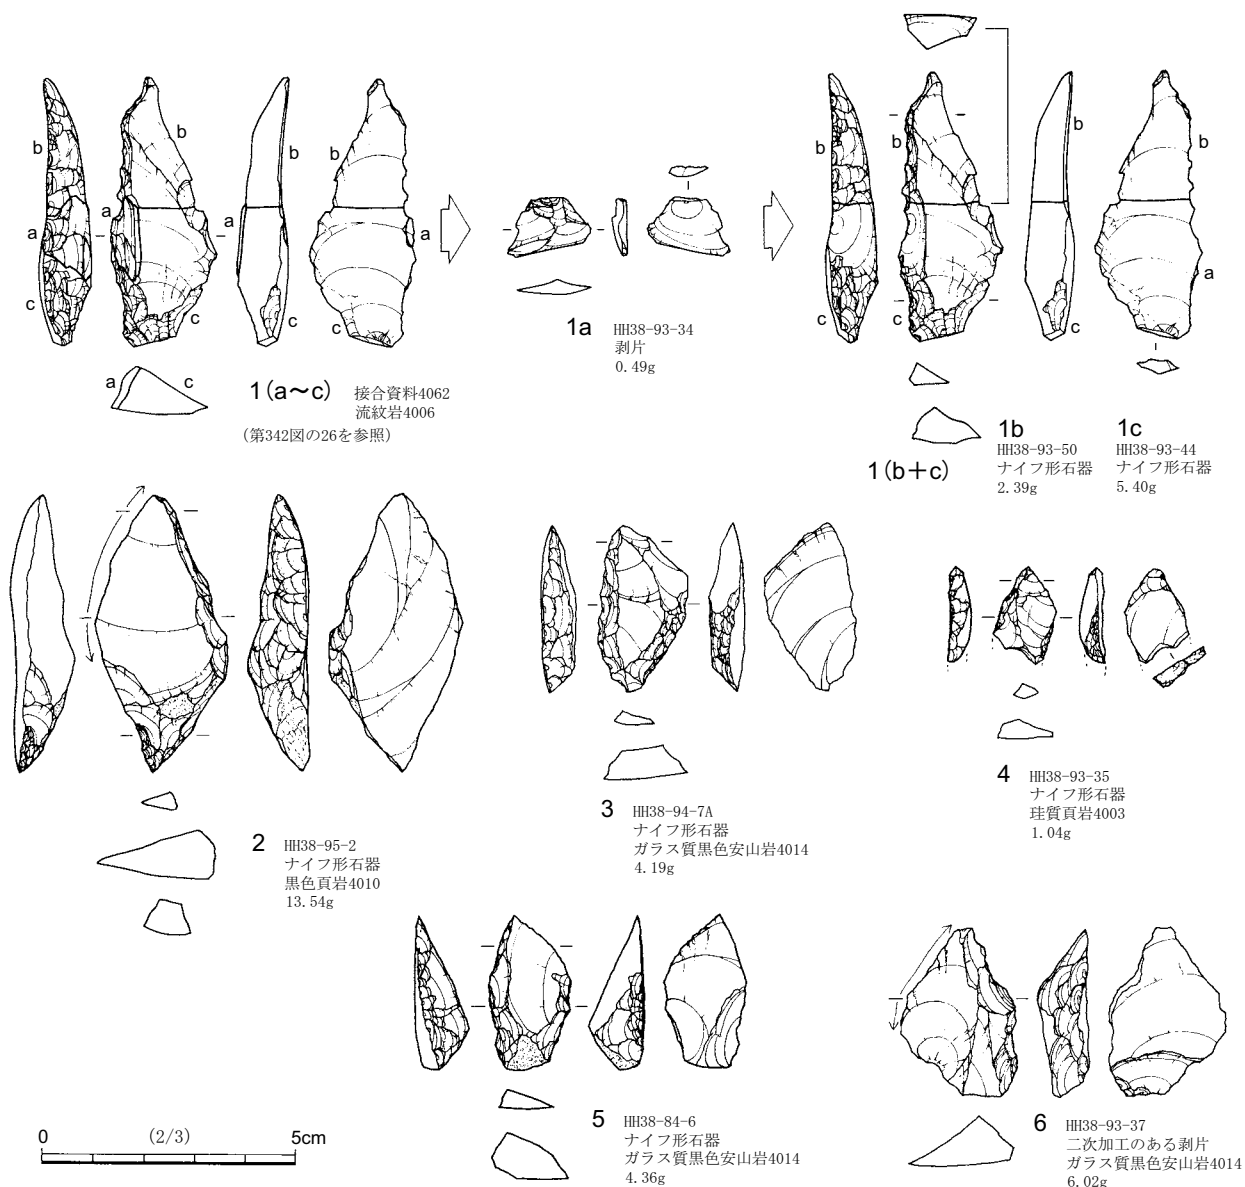 b
a
c
b
a
c
b
a
c
b
a
c
a
c
1(a～c)
接合資料4062
流紋岩4006
(第342図の26を参照)
1a
HH38-93-34
剥片
0.49g
b
c
b
c
b
c
b
a
1(b+c)
1b
HH38-93-50
ナイフ形石器
2.39g
1c
HH38-93-44
ナイフ形石器
5.40g
2
HH38-95-2
ナイフ形石器
黒色頁岩4010
13.54g
3
HH38-94-7A
ナイフ形石器
ガラス質黒色安山岩4014
4.19g
4
HH38-93-35
ナイフ形石器
珪質頁岩4003
1.04g
5
HH38-84-6
ナイフ形石器
ガラス質黒色安山岩4014
4.36g
6
HH38-93-37
二次加工のある剥片
ガラス質黒色安山岩4014
6.02g
0 (2/3) 5cm